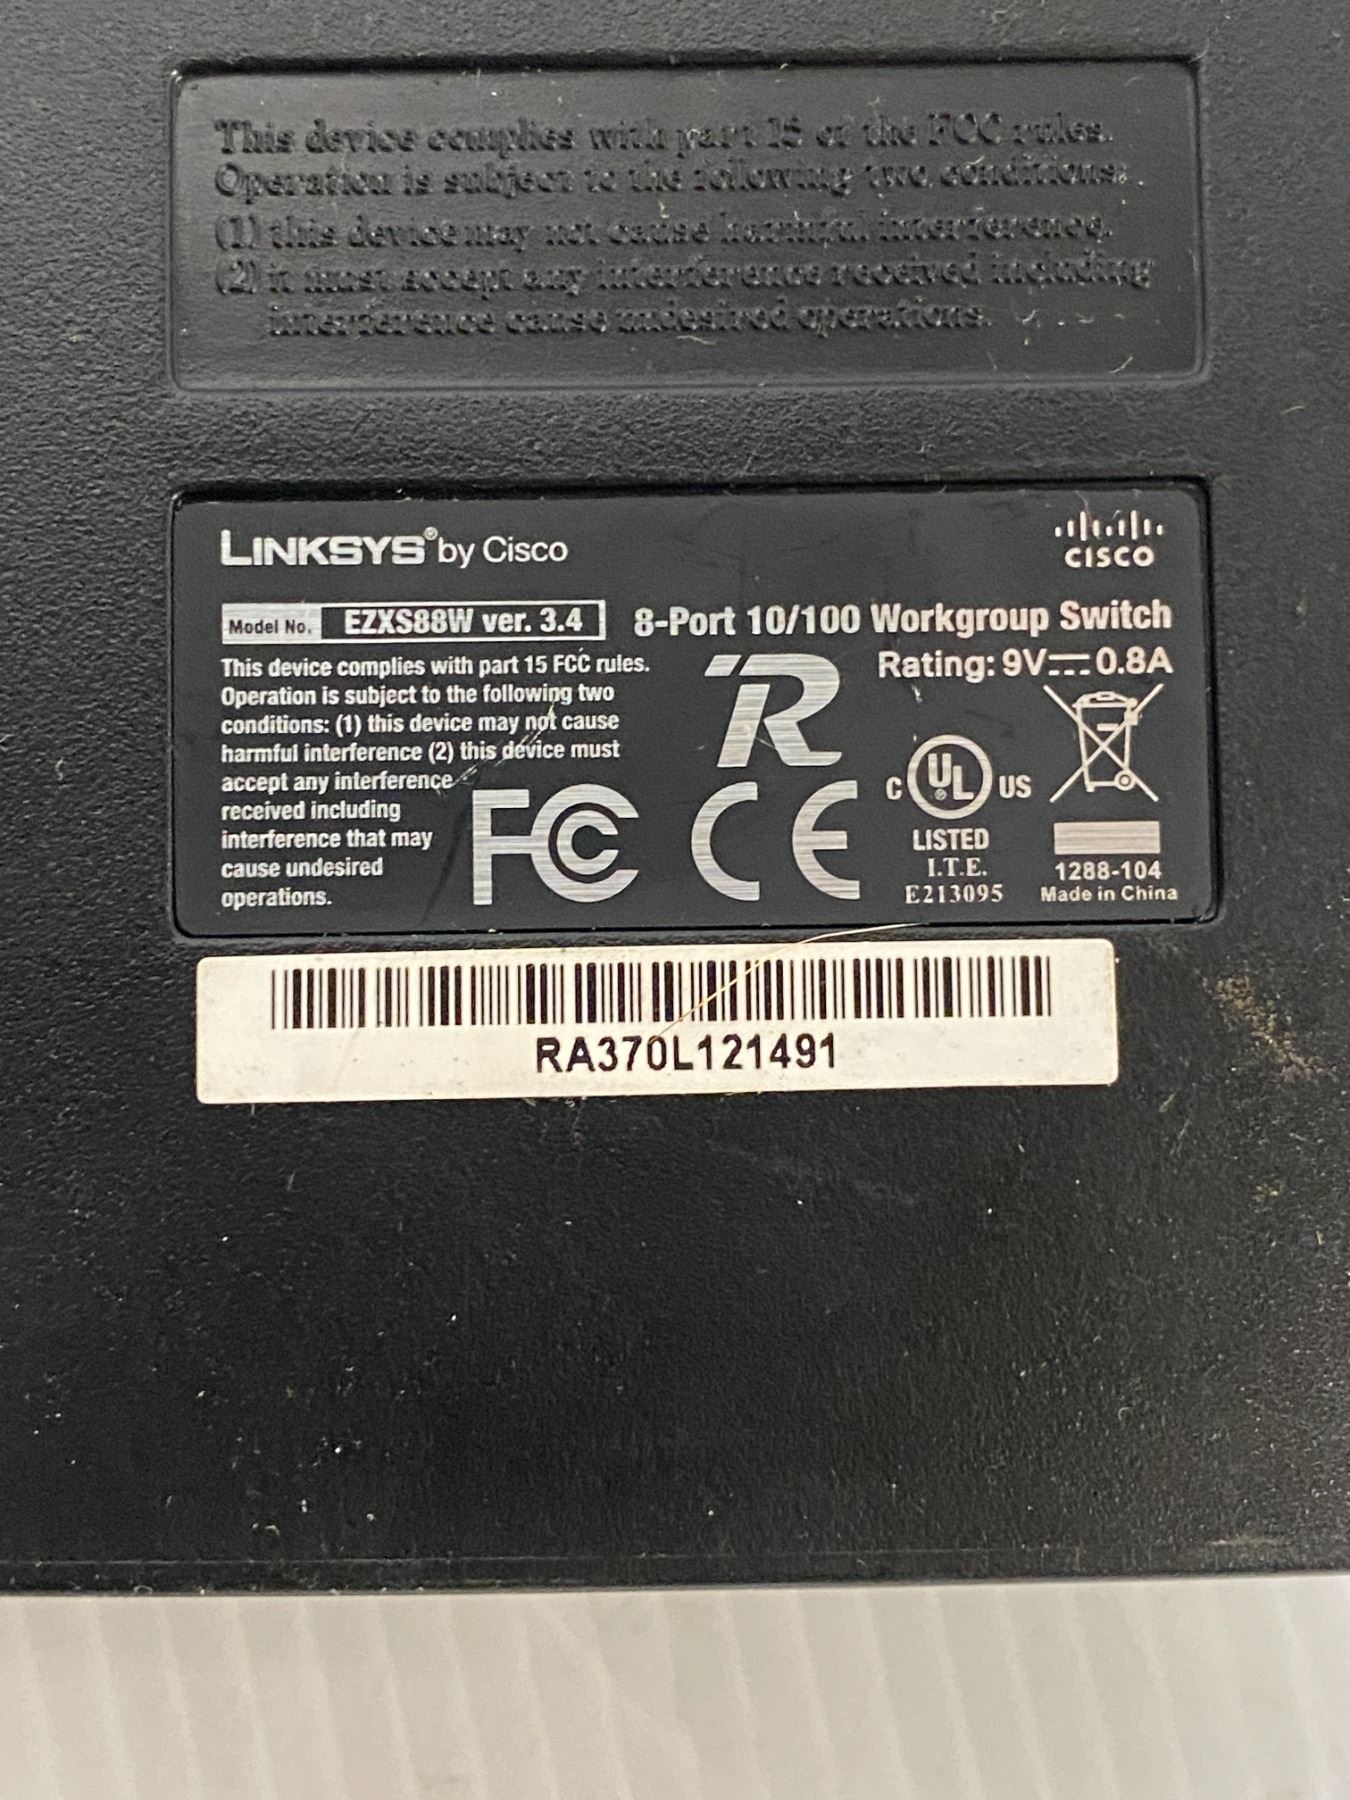 This device complies with part 15 of the FCC rules.
Operation is subject to the following two conditions:
(1) this device may not cause harmful interference.
(2) it must accept any interference received including
interference cause undesired operations.
LINKSYS® by Cisco
CISCO
Model No. EZXS88W ver. 3.4
8-Port 10/100 Workgroup Switch
Rating: 9V⎓0.8A
This device complies with part 15 FCC rules.
Operation is subject to the following two
conditions: (1) this device may not cause
harmful interference (2) this device must
accept any interference
received including
interference that may
cause undesired
operations.
FC
R
CE
C UL® US
LISTED
I.T.E.
E213095
1288-104
Made in China
RA370L121491